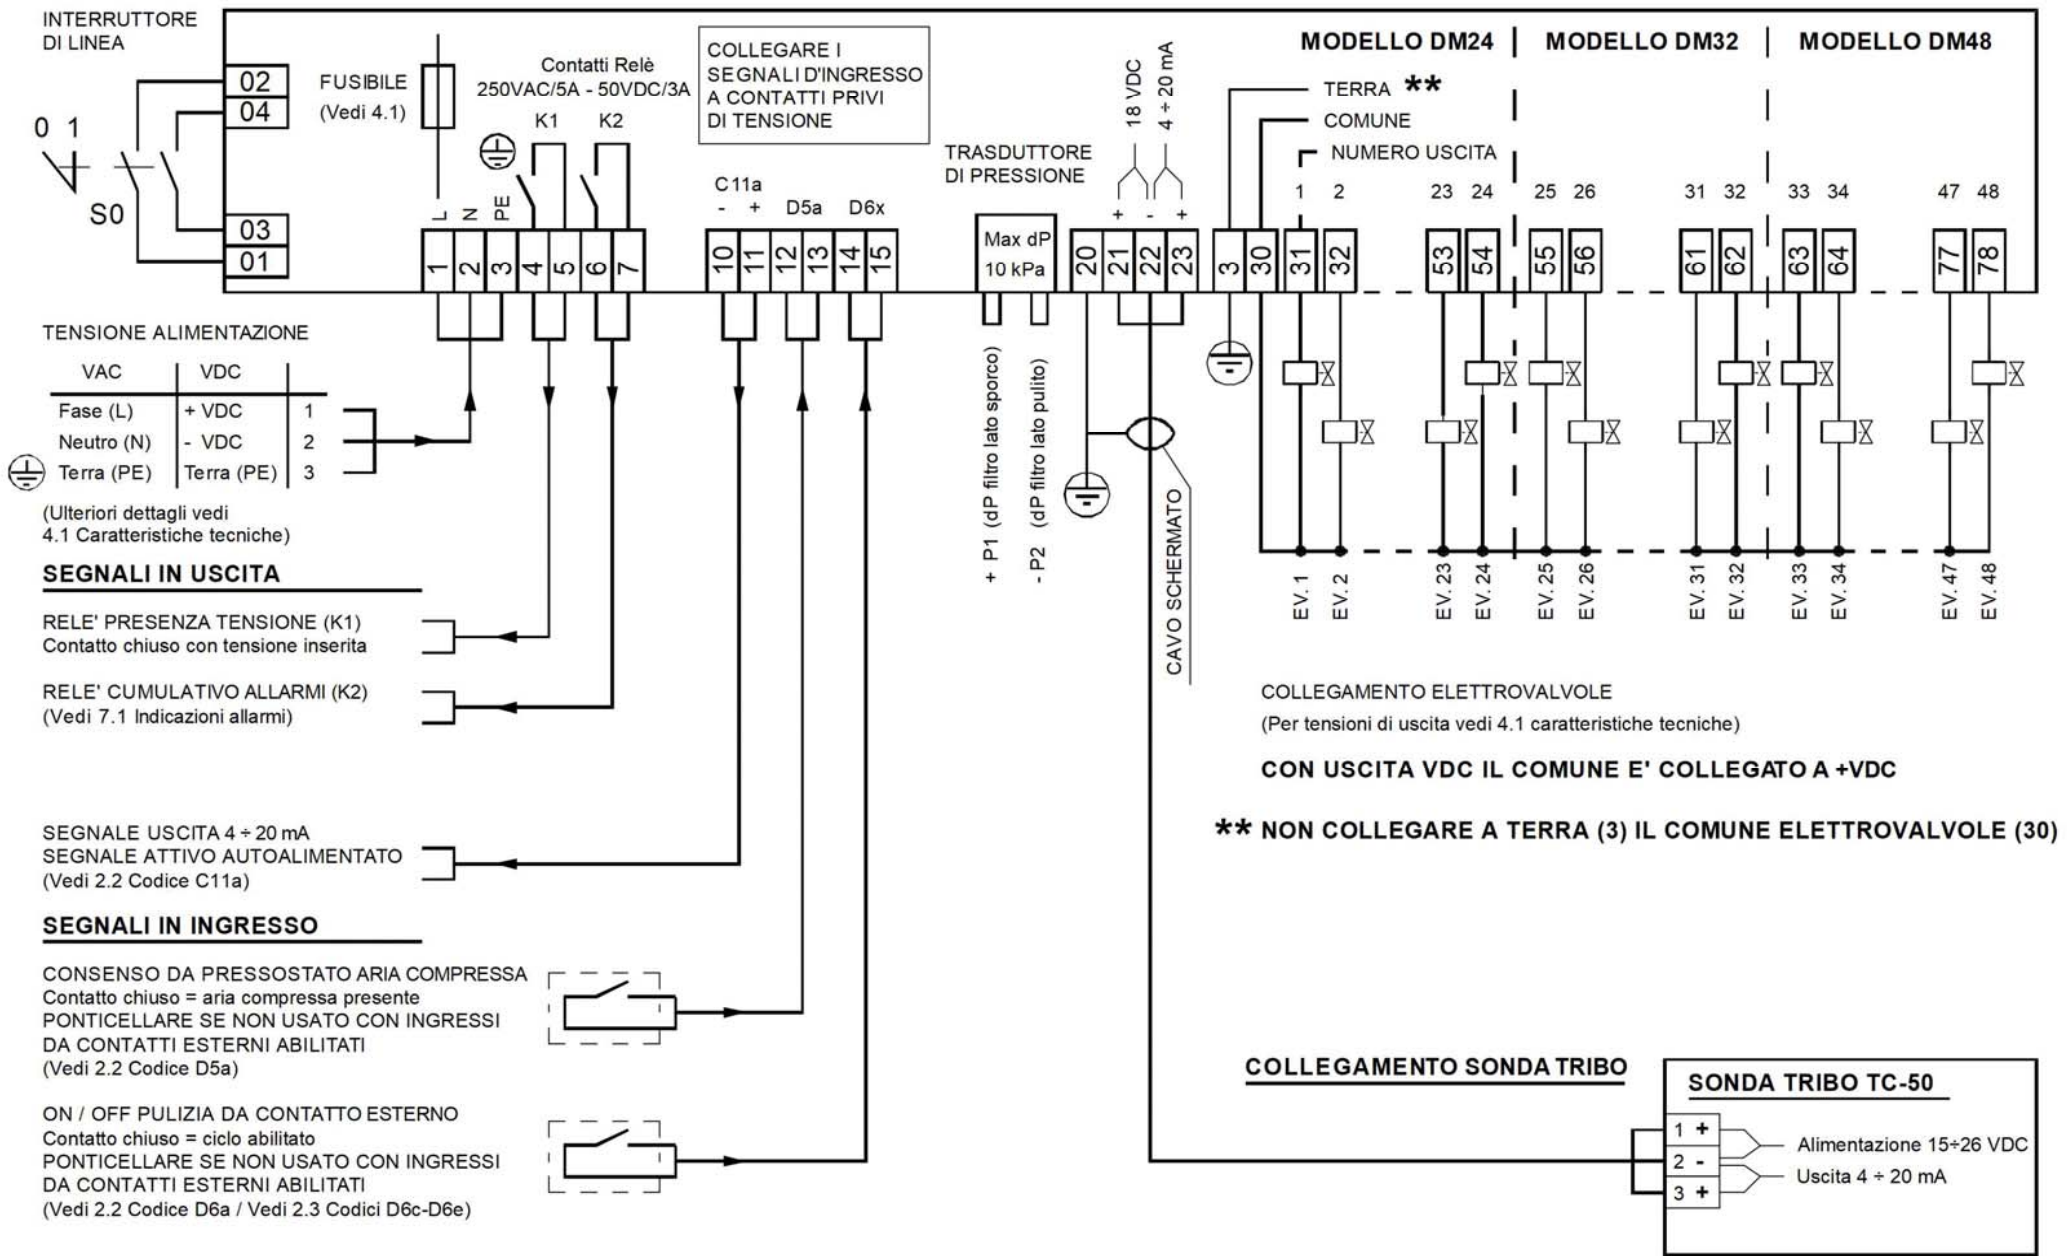 INTERRUTTORE
DI LINEA
0 1
S0
02
04
03
01
FUSIBILE
(Vedi 4.1)
Contatti Relè
250VAC/5A - 50VDC/3A
K1 K2
COLLEGARE I
SEGNALI D'INGRESSO
A CONTATTI PRIVI
DI TENSIONE
L N PE
C11a
- + D5a D6x
1 2 3 4 5 6 7
10 11 12 13 14 15
TRASDUTTORE
DI PRESSIONE
Max dP
10 kPa
+ P1 (dP filtro lato sporco)
- P2 (dP filtro lato pulito)
18 VDC
4 ÷ 20 mA
+ - +
20 21 22 23
CAVO SCHERMATO
MODELLO DM24 MODELLO DM32 MODELLO DM48
TERRA **
COMUNE
NUMERO USCITA
1 2 23 24 25 26 31 32 33 34 47 48
3 30 31 32 53 54 55 56 61 62 63 64 77 78
EV. 1 EV. 2 EV. 23 EV. 24 EV. 25 EV. 26 EV. 31 EV. 32 EV. 33 EV. 34 EV. 47 EV. 48
TENSIONE ALIMENTAZIONE
VAC VDC
Fase (L) + VDC 1
Neutro (N) - VDC 2
Terra (PE) Terra (PE) 3
(Ulteriori dettagli vedi
4.1 Caratteristiche tecniche)
SEGNALI IN USCITA
RELE' PRESENZA TENSIONE (K1)
Contatto chiuso con tensione inserita
RELE' CUMULATIVO ALLARMI (K2)
(Vedi 7.1 Indicazioni allarmi)
SEGNALE USCITA 4 ÷ 20 mA
SEGNALE ATTIVO AUTOALIMENTATO
(Vedi 2.2 Codice C11a)
SEGNALI IN INGRESSO
CONSENSO DA PRESSOSTATO ARIA COMPRESSA
Contatto chiuso = aria compressa presente
PONTICELLARE SE NON USATO CON INGRESSI
DA CONTATTI ESTERNI ABILITATI
(Vedi 2.2 Codice D5a)
ON / OFF PULIZIA DA CONTATTO ESTERNO
Contatto chiuso = ciclo abilitato
PONTICELLARE SE NON USATO CON INGRESSI
DA CONTATTI ESTERNI ABILITATI
(Vedi 2.2 Codice D6a / Vedi 2.3 Codici D6c-D6e)
COLLEGAMENTO ELETTROVALVOLE
(Per tensioni di uscita vedi 4.1 caratteristiche tecniche)
CON USCITA VDC IL COMUNE E' COLLEGATO A +VDC
** NON COLLEGARE A TERRA (3) IL COMUNE ELETTROVALVOLE (30)
COLLEGAMENTO SONDA TRIBO
SONDA TRIBO TC-50
1 +
2 -
3 +
Alimentazione 15÷26 VDC
Uscita 4 ÷ 20 mA